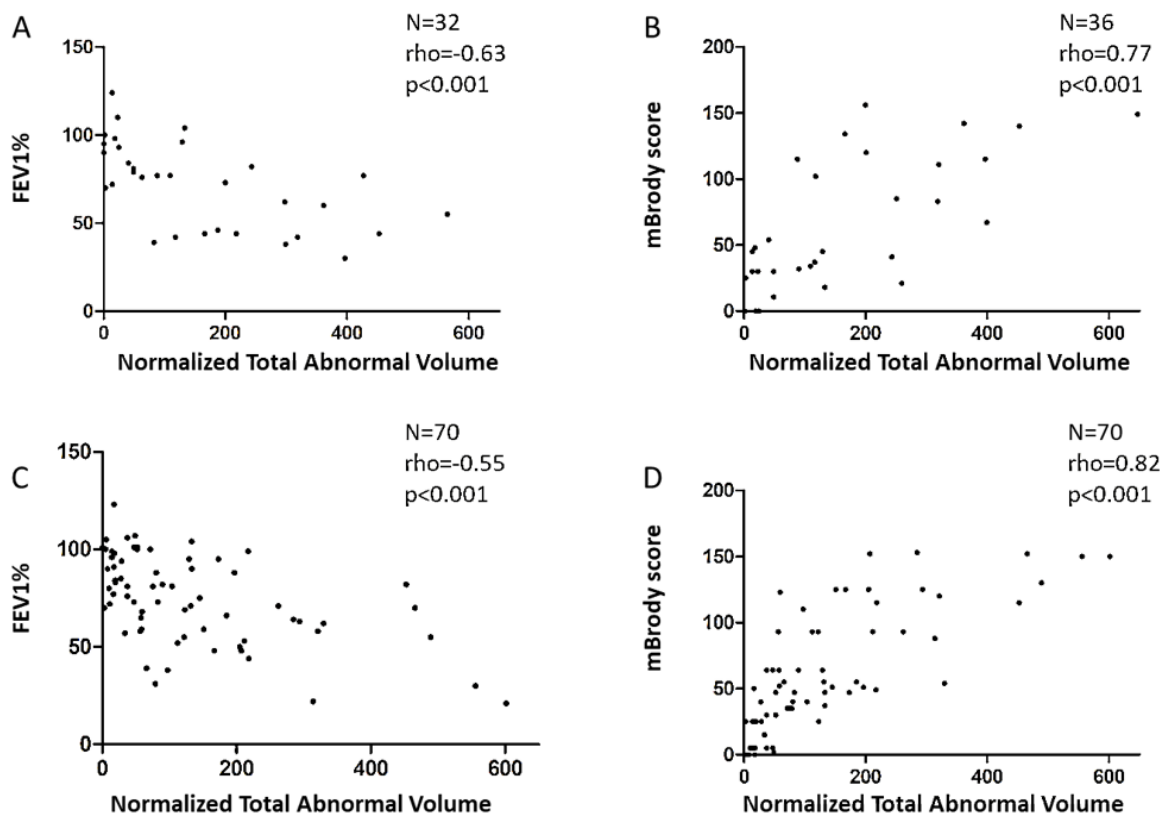 A
N=32
rho=-0.63
p<0.001
150
100
50
0
FEV1%
0 200 400 600
Normalized Total Abnormal Volume
B
N=36
rho=0.77
p<0.001
200
150
100
50
0
mBrody score
0 200 400 600
Normalized Total Abnormal Volume
C
N=70
rho=-0.55
p<0.001
150
100
50
0
FEV1%
0 200 400 600
Normalized Total Abnormal Volume
D
N=70
rho=0.82
p<0.001
200
150
100
50
0
mBrody score
0 200 400 600
Normalized Total Abnormal Volume